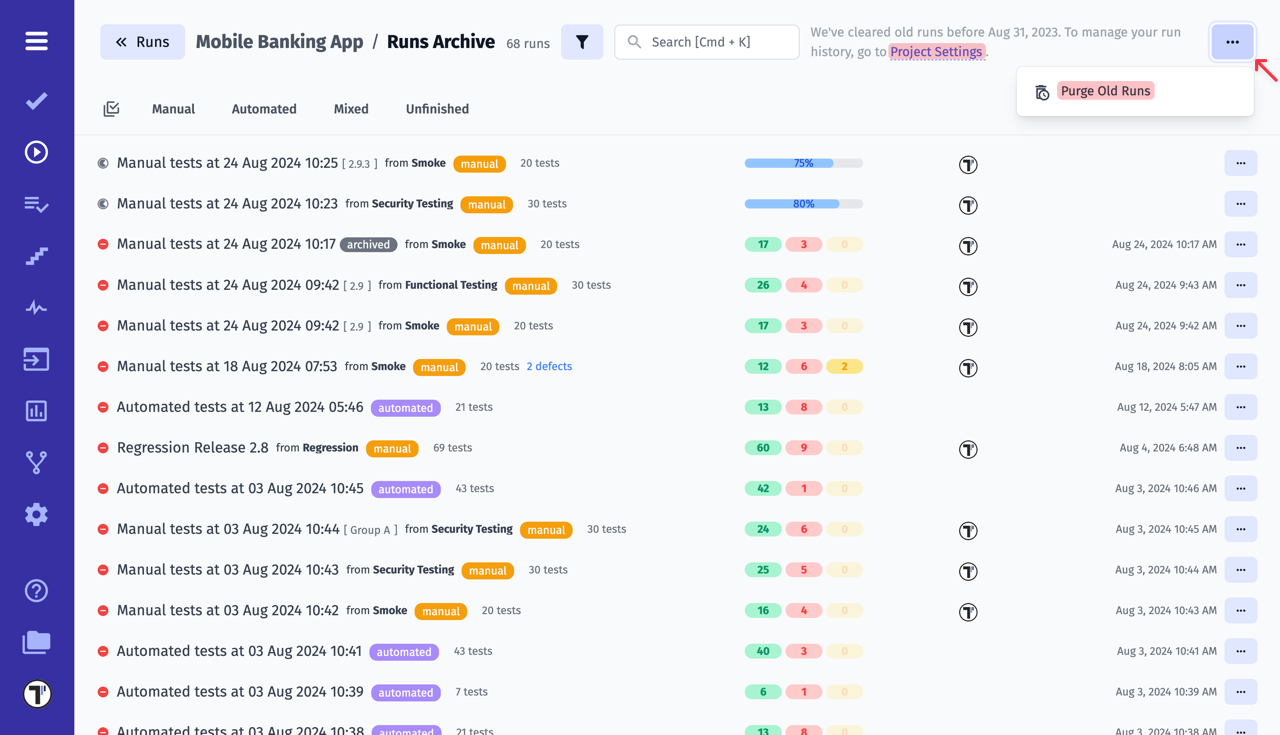 Runs
Mobile Banking App / Runs Archive 68 runs
Search [Cmd + K]
We've cleared old runs before Aug 31, 2023. To manage your run
history, go to Project Settings.
Purge Old Runs
Manual Automated Mixed Unfinished
Manual tests at 24 Aug 2024 10:25 [ 2.9.3 ] from Smoke manual 20 tests 75%
Manual tests at 24 Aug 2024 10:23 from Security Testing manual 30 tests 80%
Manual tests at 24 Aug 2024 10:17 archived from Smoke manual 20 tests 17 3 0 Aug 24, 2024 10:17 AM
Manual tests at 24 Aug 2024 09:42 [ 2.9 ] from Functional Testing manual 30 tests 26 4 0 Aug 24, 2024 9:43 AM
Manual tests at 24 Aug 2024 09:42 [ 2.9 ] from Smoke manual 20 tests 17 3 0 Aug 24, 2024 9:42 AM
Manual tests at 18 Aug 2024 07:53 from Smoke manual 20 tests 2 defects 12 6 2 Aug 18, 2024 8:05 AM
Automated tests at 12 Aug 2024 05:46 automated 21 tests 13 8 0 Aug 12, 2024 5:47 AM
Regression Release 2.8 from Regression manual 69 tests 60 9 0 Aug 4, 2024 6:48 AM
Automated tests at 03 Aug 2024 10:45 automated 43 tests 42 1 0 Aug 3, 2024 10:46 AM
Manual tests at 03 Aug 2024 10:44 [ Group A ] from Security Testing manual 30 tests 24 6 0 Aug 3, 2024 10:45 AM
Manual tests at 03 Aug 2024 10:43 from Security Testing manual 30 tests 25 5 0 Aug 3, 2024 10:44 AM
Manual tests at 03 Aug 2024 10:42 from Smoke manual 20 tests 16 4 0 Aug 3, 2024 10:43 AM
Automated tests at 03 Aug 2024 10:41 automated 43 tests 40 3 0 Aug 3, 2024 10:41 AM
Automated tests at 03 Aug 2024 10:39 automated 7 tests 6 1 0 Aug 3, 2024 10:39 AM
Automated tests at 03 Aug 2024 10:38 automated 21 tests 13 8 0 Aug 3, 2024 10:38 AM